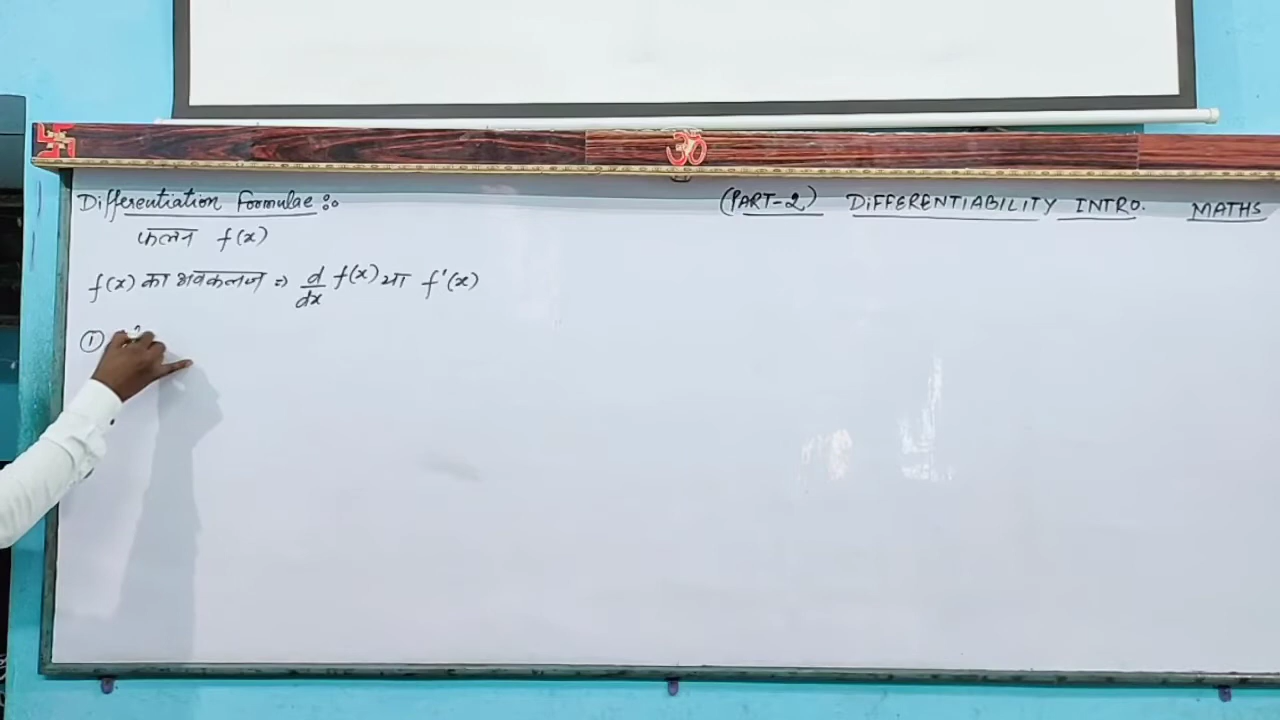 Differentiation Formulae :
(PART-2) DIFFERENTIABILITY INTRO. MATHS
फलन f(x)
f(x) का अवकलज ⇒ d/dx f(x) या f'(x)
①